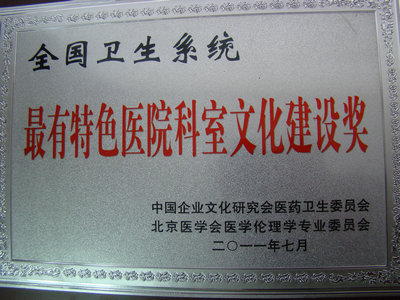 全国卫生系统
最有特色医院科室文化建设奖
中国企业文化研究会医药卫生委员会
北京医学会医学伦理学专业委员会
二〇一一年七月